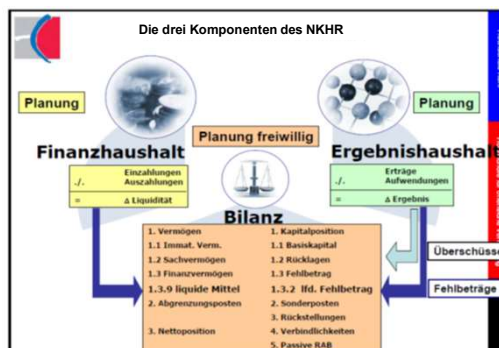 Die drei Komponenten des NKHR
Planung
Planung
Planung freiwillig
Finanzhaushalt
Ergebnishaushalt
Einzahlungen
./. Auszahlungen
= Δ Liquidität
Erträge
./. Aufwendungen
= Δ Ergebnis
Bilanz
1. Vermögen
1.1 Immat. Verm.
1.2 Sachvermögen
1.3 Finanzvermögen
1.3.9 liquide Mittel
2. Abgrenzungsposten
3. Nettoposition
1. Kapitalposition
1.1 Basiskapital
1.2 Rücklagen
1.3 Fehlbetrag
1.3.2 lfd. Fehlbetrag
2. Sonderposten
3. Rückstellungen
4. Verbindlichkeiten
5. Passive RAB
Überschüsse
Fehlbeträge